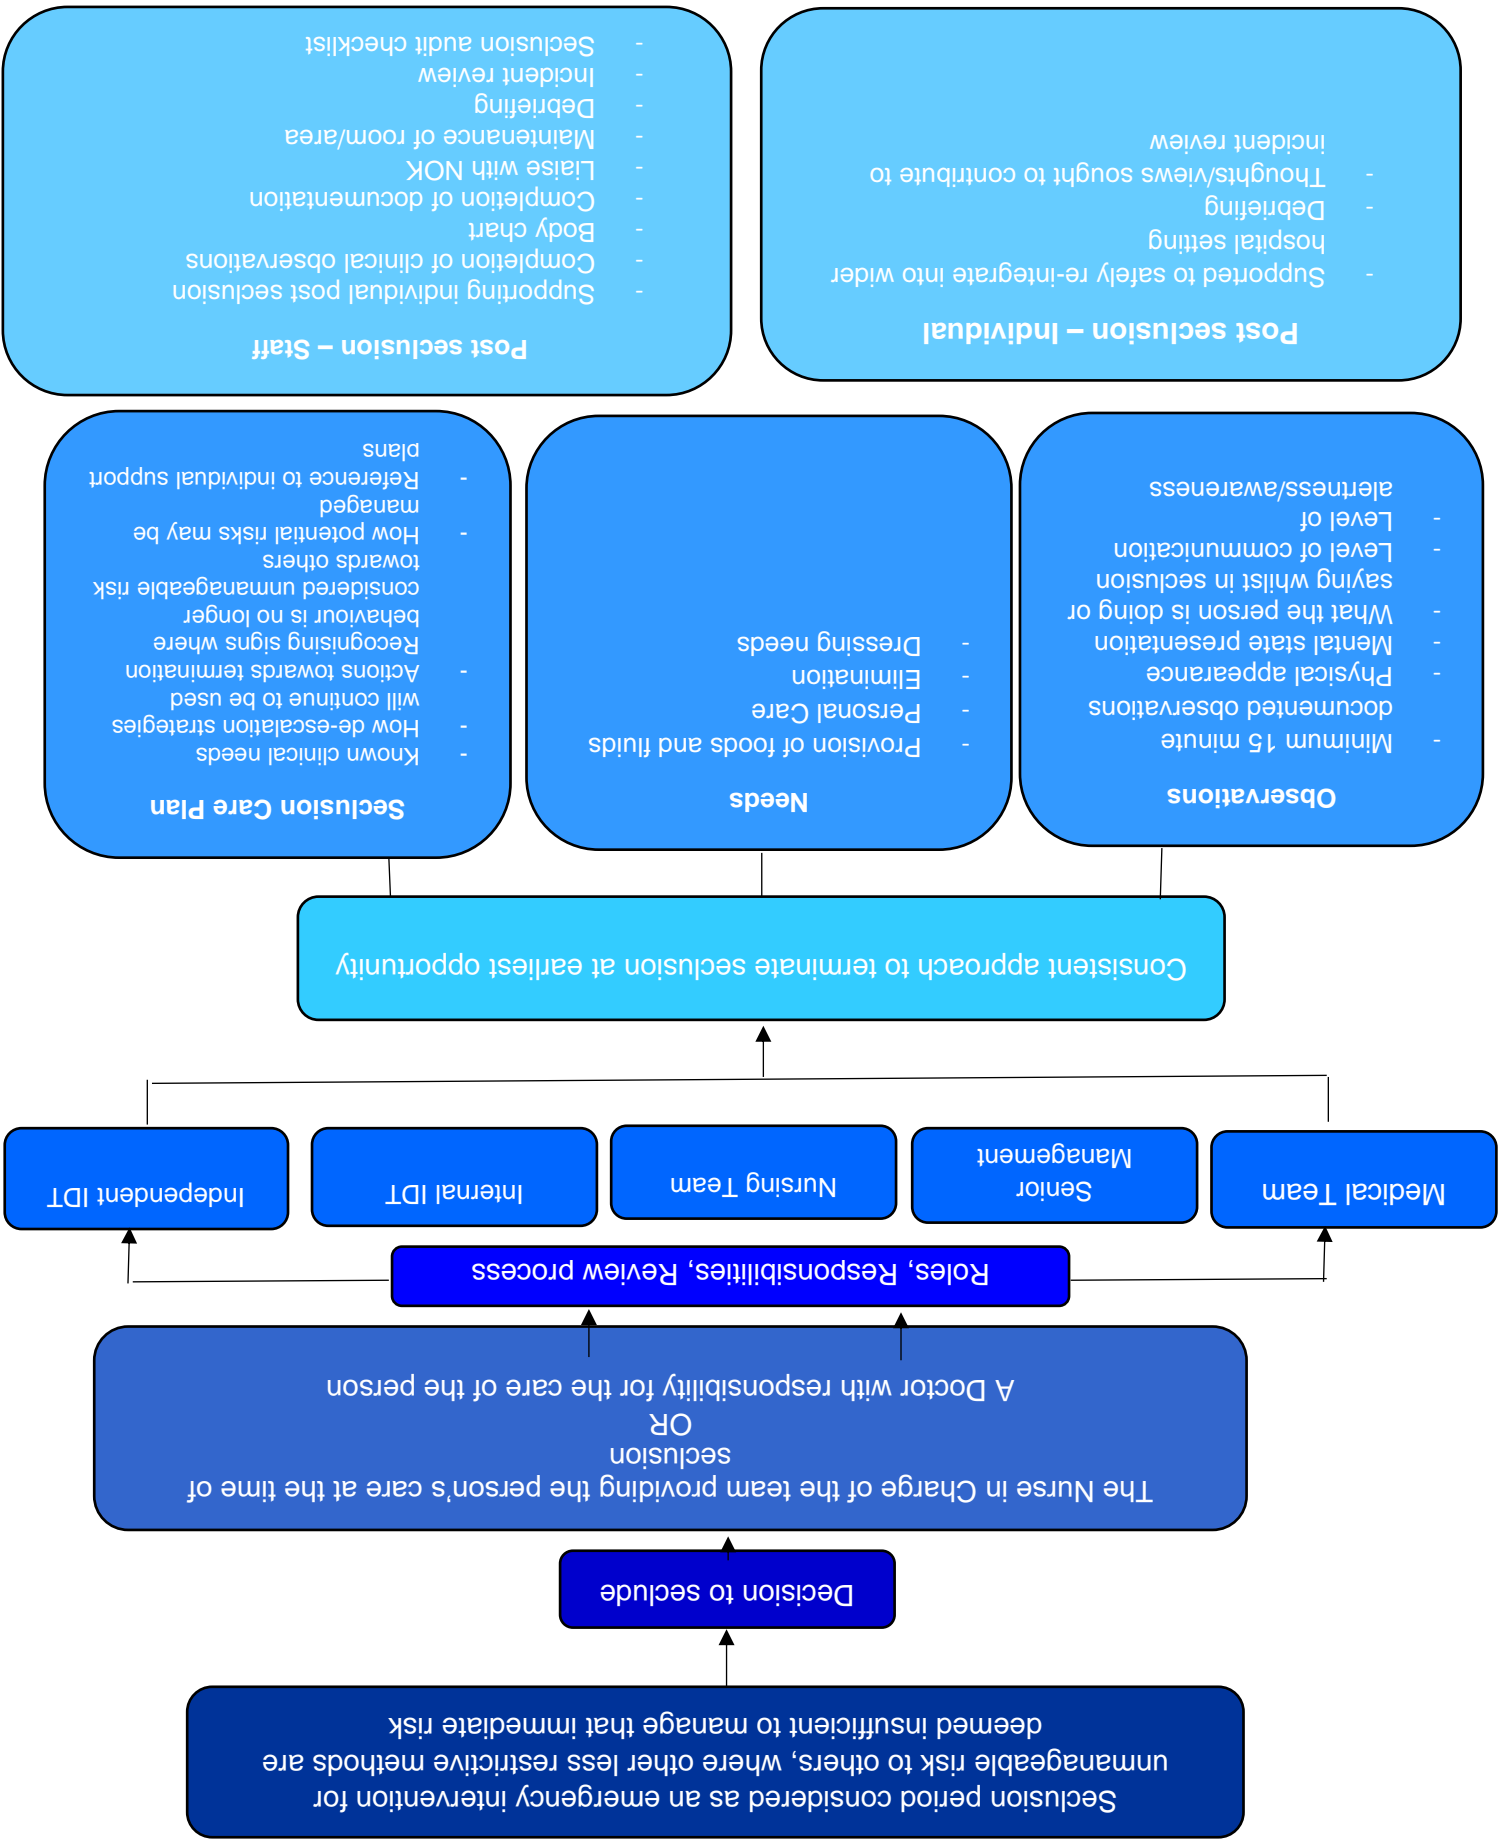 Seclusion period considered as an emergency intervention for
unmanageable risk to others, where other less restrictive methods are
deemed insufficient to manage that immediate risk
Decision to seclude
The Nurse in Charge of the team providing the person's care at the time of
seclusion
OR
A Doctor with responsibility for the care of the person
Roles, Responsibilities, Review process
Medical Team
Senior
Management
Nursing Team
Internal IDT
Independent IDT
Consistent approach to terminate seclusion at earliest opportunity
Observations
- Minimum 15 minute
documented observations
- Physical appearance
- Mental state presentation
- What the person is doing or
saying whilst in seclusion
- Level of communication
- Level of
alertness/awareness
Needs
- Provision of foods and fluids
- Personal Care
- Elimination
- Dressing needs
Seclusion Care Plan
- Known clinical needs
- How de-escalation strategies
will continue to be used
- Actions towards termination
Recognising signs where
behaviour is no longer
considered unmanageable risk
towards others
- How potential risks may be
managed
- Reference to individual support
plans
Post seclusion – Individual
- Supported to safely re-integrate into wider
hospital setting
- Debriefing
- Thoughts/views sought to contribute to
incident review
Post seclusion – Staff
- Supporting individual post seclusion
- Completion of clinical observations
- Body chart
- Completion of documentation
- Liaise with NOK
- Maintenance of room/area
- Debriefing
- Incident review
- Seclusion audit checklist